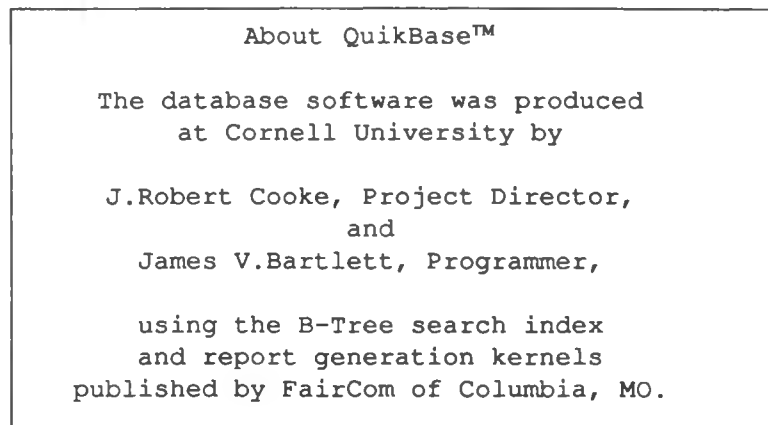 About QuikBase™
The database software was produced
at Cornell University by
J.Robert Cooke, Project Director,
and
James V.Bartlett, Programmer,
using the B-Tree search index
and report generation kernels
published by FairCom of Columbia, MO.